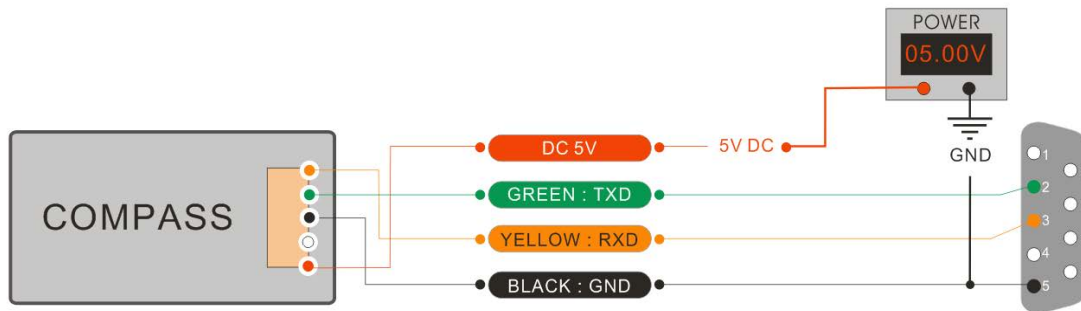 POWER
05.00V
DC 5V
5V DC
GND
GREEN : TXD
COMPASS
YELLOW : RXD
BLACK : GND
1
2
3
4
5